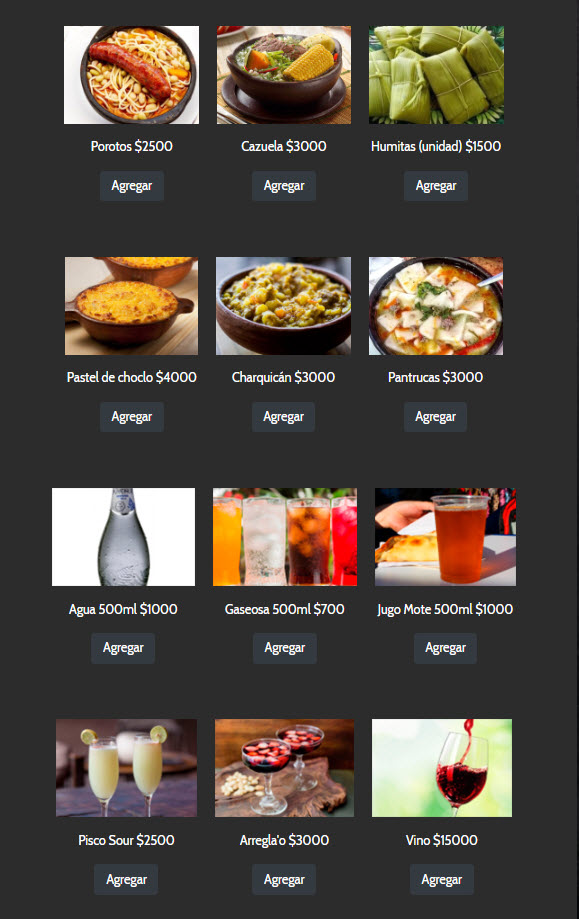 Porotos $2500
Cazuela $3000
Humitas (unidad) $1500
Agregar
Agregar
Agregar
Pastel de choclo $4000
Charquicán $3000
Pantrucas $3000
Agregar
Agregar
Agregar
Agua 500ml $1000
Gaseosa 500ml $700
Jugo Mote 500ml $1000
Agregar
Agregar
Agregar
Pisco Sour $2500
Arregla'o $3000
Vino $15000
Agregar
Agregar
Agregar